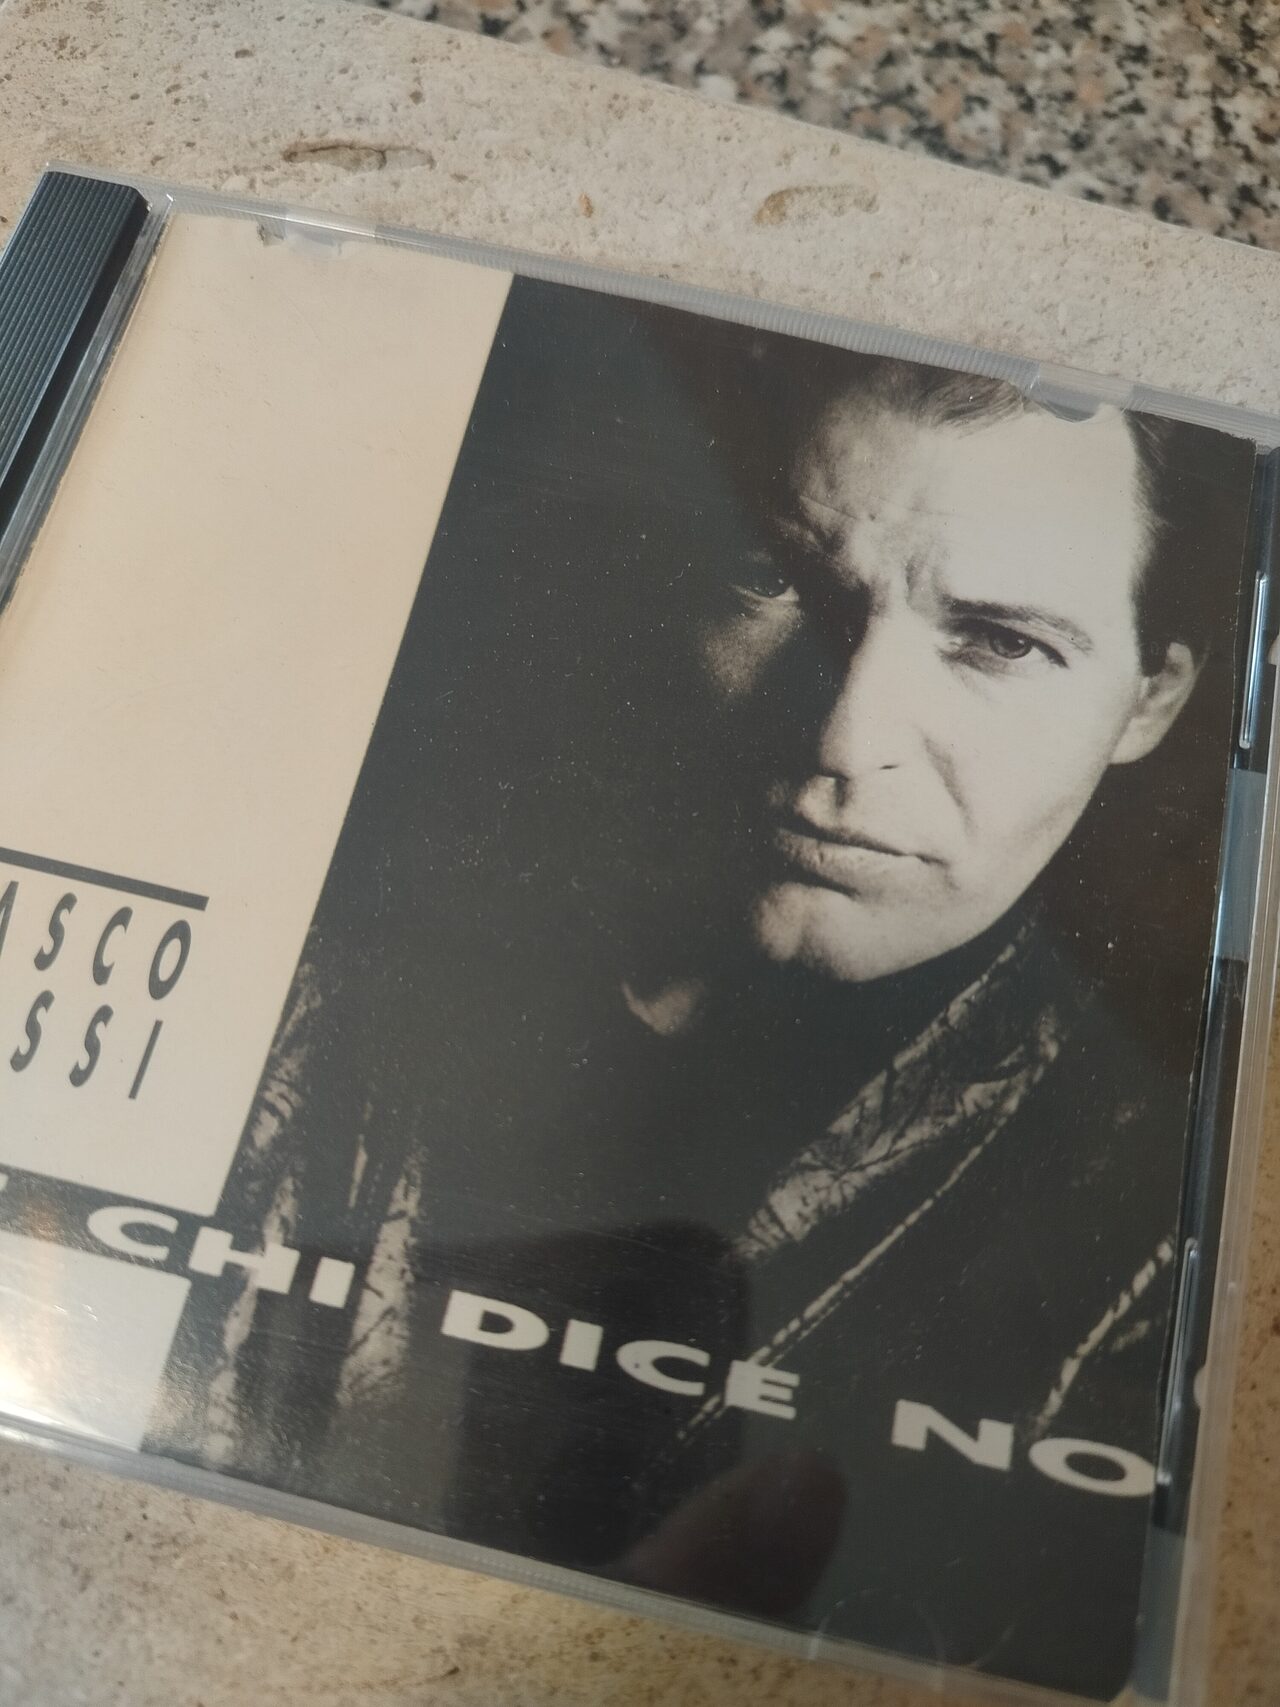 ASCO
SSI
CHI DICE NO